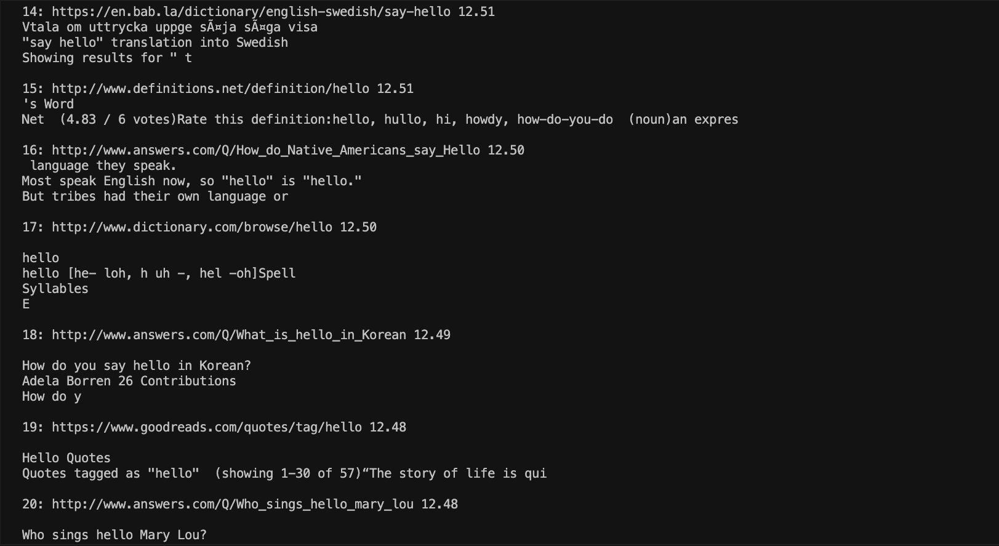 14: https://en.bab.la/dictionary/english-swedish/say-hello 12.51
Vtala om uttrycka uppge sÃ¤ja sÃ¤ga visa
"say hello" translation into Swedish
Showing results for " t
15: http://www.definitions.net/definition/hello 12.51
's Word
Net  (4.83 / 6 votes)Rate this definition:hello, hullo, hi, howdy, how-do-you-do  (noun)an expres
16: http://www.answers.com/Q/How_do_Native_Americans_say_Hello 12.50
 language they speak.
Most speak English now, so "hello" is "hello."
But tribes had their own language or
17: http://www.dictionary.com/browse/hello 12.50
hello
hello [he- loh, h uh -, hel -oh]Spell
Syllables
E
18: http://www.answers.com/Q/What_is_hello_in_Korean 12.49
How do you say hello in Korean?
Adela Borren 26 Contributions
How do y
19: https://www.goodreads.com/quotes/tag/hello 12.48
Hello Quotes
Quotes tagged as "hello"  (showing 1-30 of 57)“The story of life is qui
20: http://www.answers.com/Q/Who_sings_hello_mary_lou 12.48
Who sings hello Mary Lou?